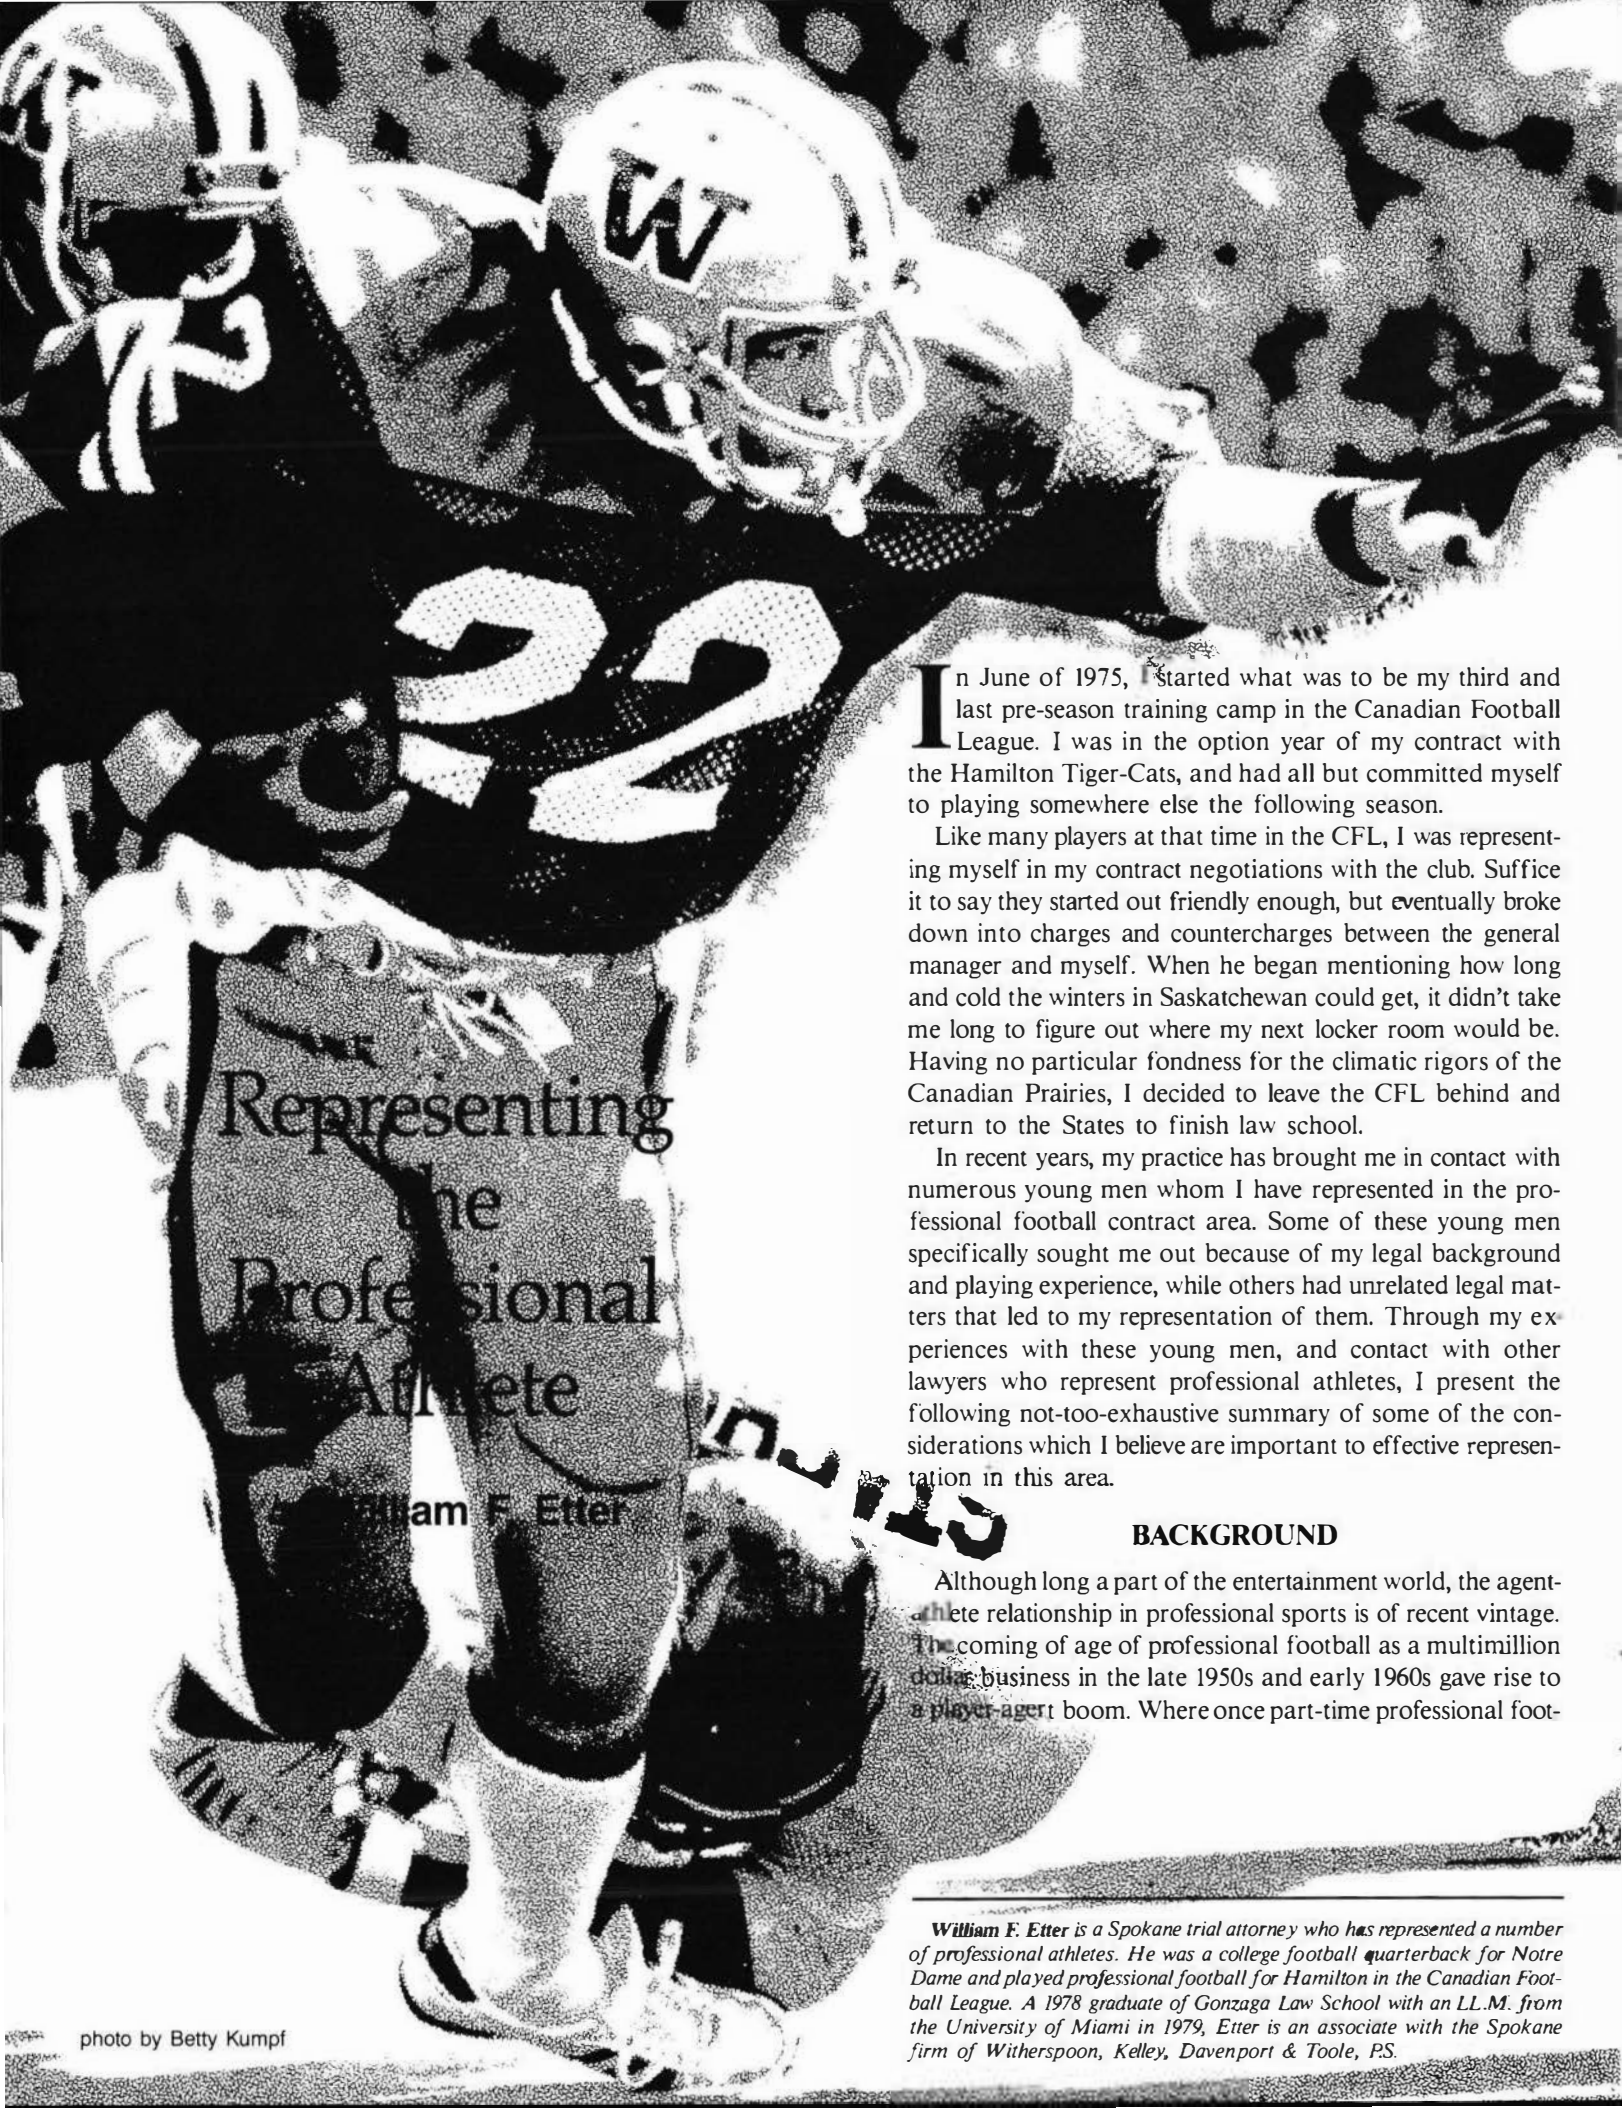 W
22
Representing
the
Professional
Athlete
William F. Etter
photo by Betty Kumpf
In June of 1975, I started what was to be my third and
last pre-season training camp in the Canadian Football
League. I was in the option year of my contract with
the Hamilton Tiger-Cats, and had all but committed myself
to playing somewhere else the following season.
Like many players at that time in the CFL, I was represent-
ing myself in my contract negotiations with the club. Suffice
it to say they started out friendly enough, but eventually broke
down into charges and countercharges between the general
manager and myself. When he began mentioning how long
and cold the winters in Saskatchewan could get, it didn't take
me long to figure out where my next locker room would be.
Having no particular fondness for the climatic rigors of the
Canadian Prairies, I decided to leave the CFL behind and
return to the States to finish law school.
In recent years, my practice has brought me in contact with
numerous young men whom I have represented in the pro-
fessional football contract area. Some of these young men
specifically sought me out because of my legal background
and playing experience, while others had unrelated legal mat-
ters that led to my representation of them. Through my ex-
periences with these young men, and contact with other
lawyers who represent professional athletes, I present the
following not-too-exhaustive summary of some of the con-
siderations which I believe are important to effective represen-
tation in this area.
BACKGROUND
Although long a part of the entertainment world, the agent-
athlete relationship in professional sports is of recent vintage.
The coming of age of professional football as a multimillion
dollar business in the late 1950s and early 1960s gave rise to
a player-agent boom. Where once part-time professional foot-
William F. Etter is a Spokane trial attorney who has represented a number
of professional athletes. He was a college football quarterback for Notre
Dame and played professional football for Hamilton in the Canadian Foot-
ball League. A 1978 graduate of Gonzaga Law School with an LL.M. from
the University of Miami in 1979, Etter is an associate with the Spokane
firm of Witherspoon, Kelley, Davenport & Toole, P.S.